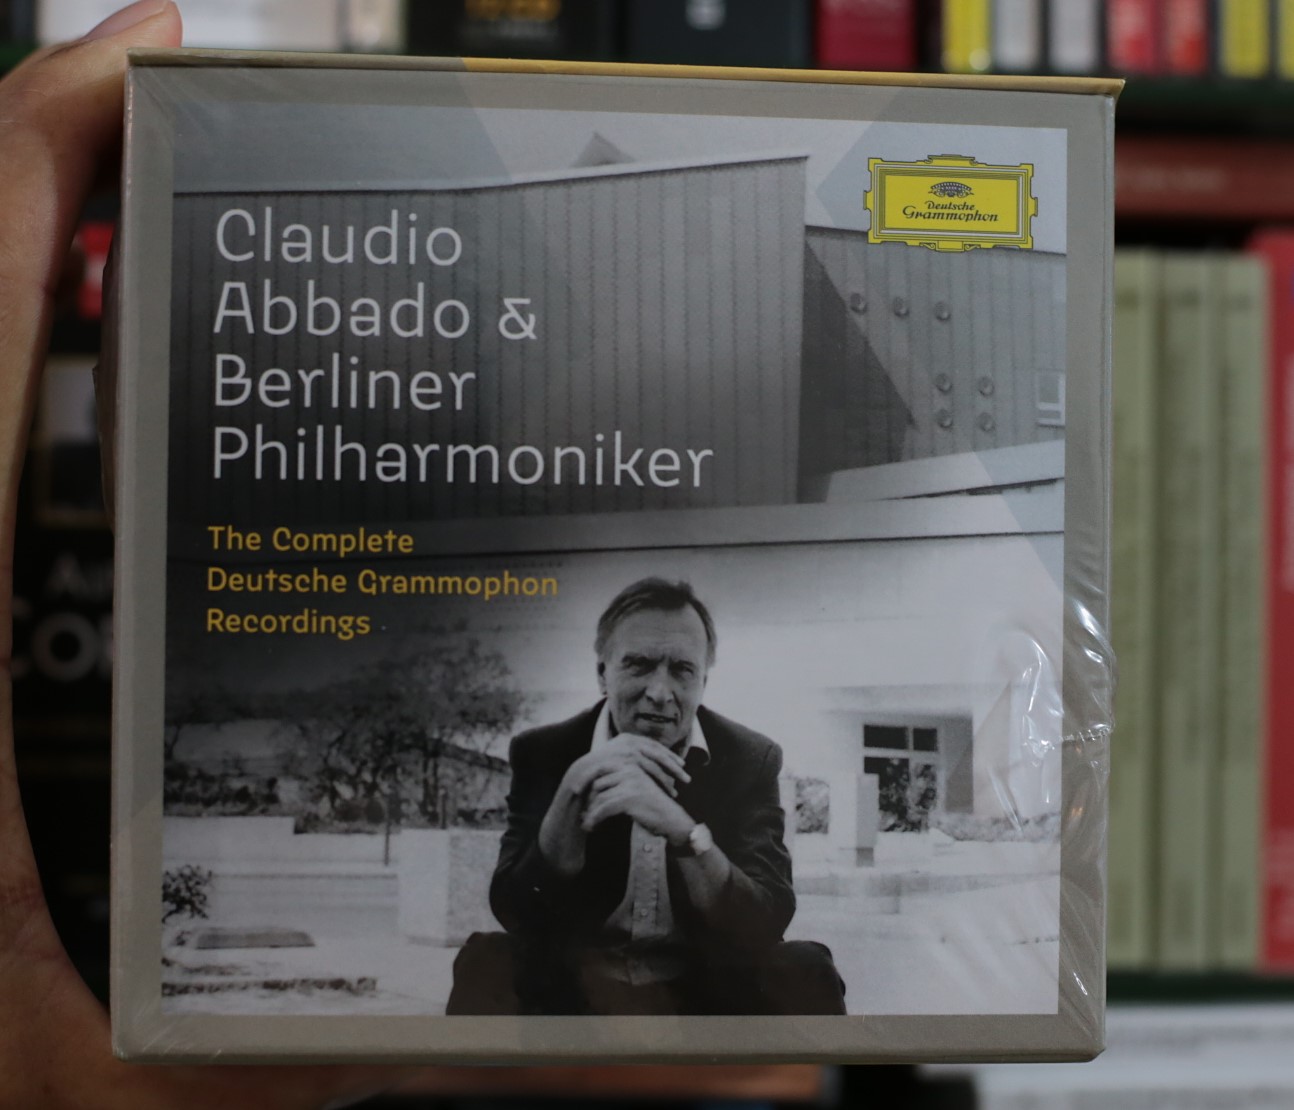 Deutsche
Grammophon
Claudio
Abbado &
Berliner
Philharmoniker
The Complete
Deutsche Grammophon
Recordings